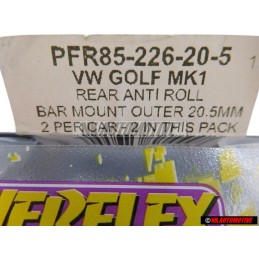 PFR85-226-20-5 1
VW GOLF MK1
REAR ANTI ROLL
BAR MOUNT OUTER 20.5MM
2 PER CAR / 2 IN THIS PACK